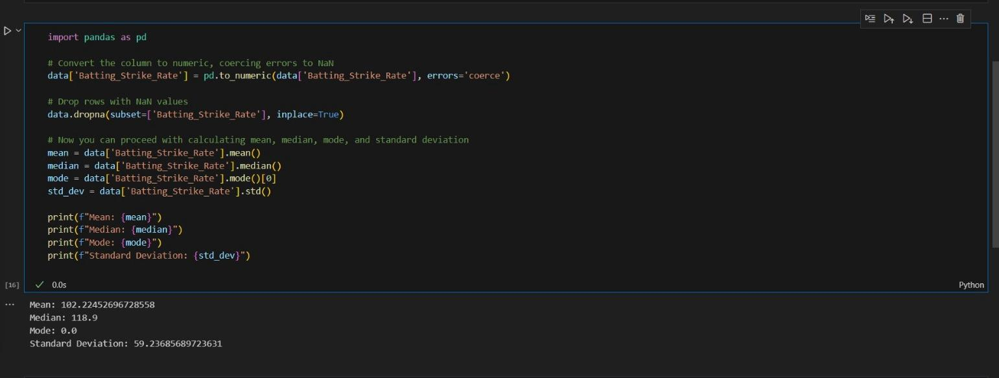 import pandas as pd
# Convert the column to numeric, coercing errors to NaN
data['Batting_Strike_Rate'] = pd.to_numeric(data['Batting_Strike_Rate'], errors='coerce')
# Drop rows with NaN values
data.dropna(subset=['Batting_Strike_Rate'], inplace=True)
# Now you can proceed with calculating mean, median, mode, and standard deviation
mean = data['Batting_Strike_Rate'].mean()
median = data['Batting_Strike_Rate'].median()
mode = data['Batting_Strike_Rate'].mode()[0]
std_dev = data['Batting_Strike_Rate'].std()
print(f"Mean: {mean}")
print(f"Median: {median}")
print(f"Mode: {mode}")
print(f"Standard Deviation: {std_dev}")
[16] 0.0s Python
Mean: 102.22452696728558
Median: 118.9
Mode: 0.0
Standard Deviation: 59.23685689723631